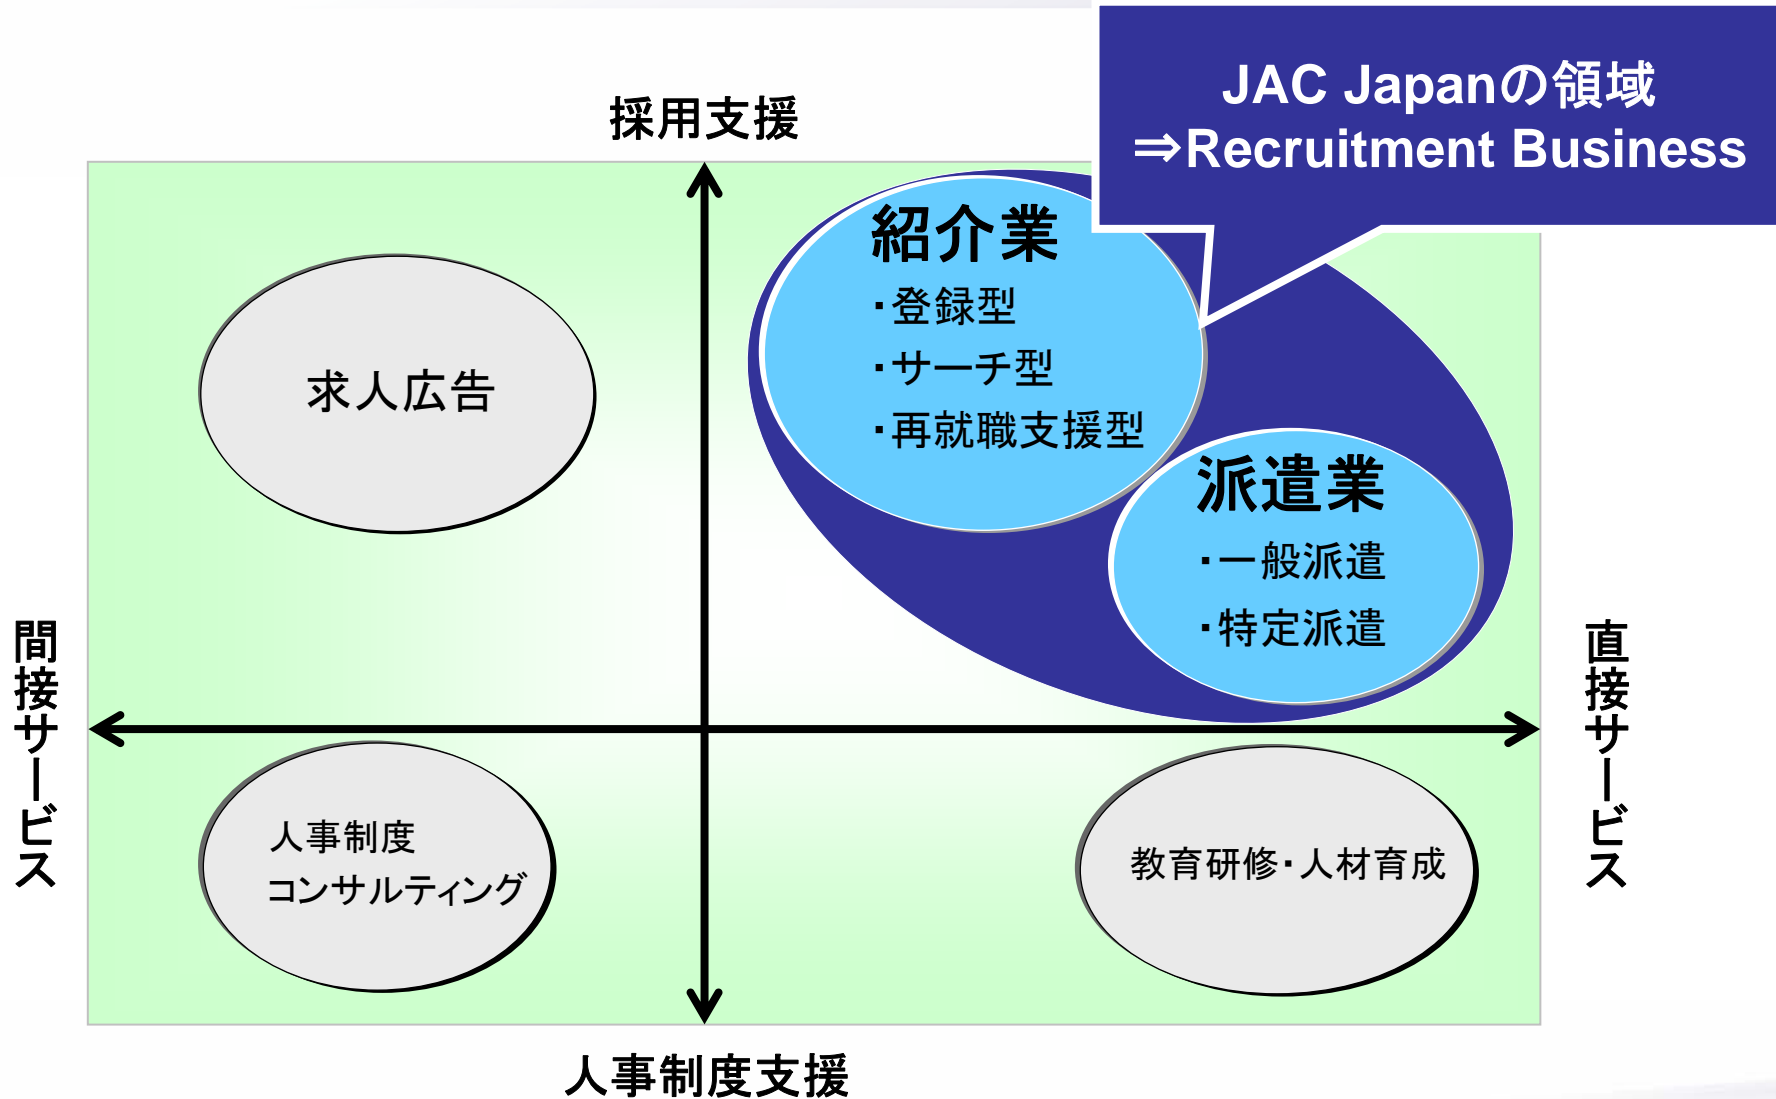 JAC Japanの領域
⇒Recruitment Business
採用支援
紹介業
・登録型
・サーチ型
・再就職支援型
求人広告
派遣業
・一般派遣
・特定派遣
間接サービス
直接サービス
人事制度
コンサルティング
教育研修・人材育成
人事制度支援